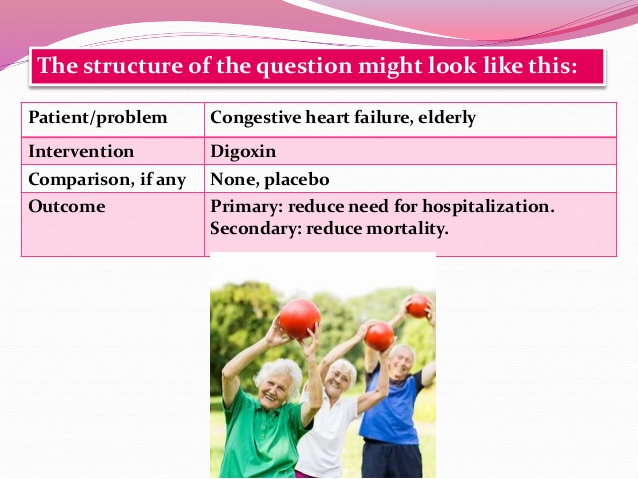 The structure of the question might look like this:
Patient/problem Congestive heart failure, elderly
Intervention Digoxin
Comparison, if any None, placebo
Outcome Primary: reduce need for hospitalization.
Secondary: reduce mortality.